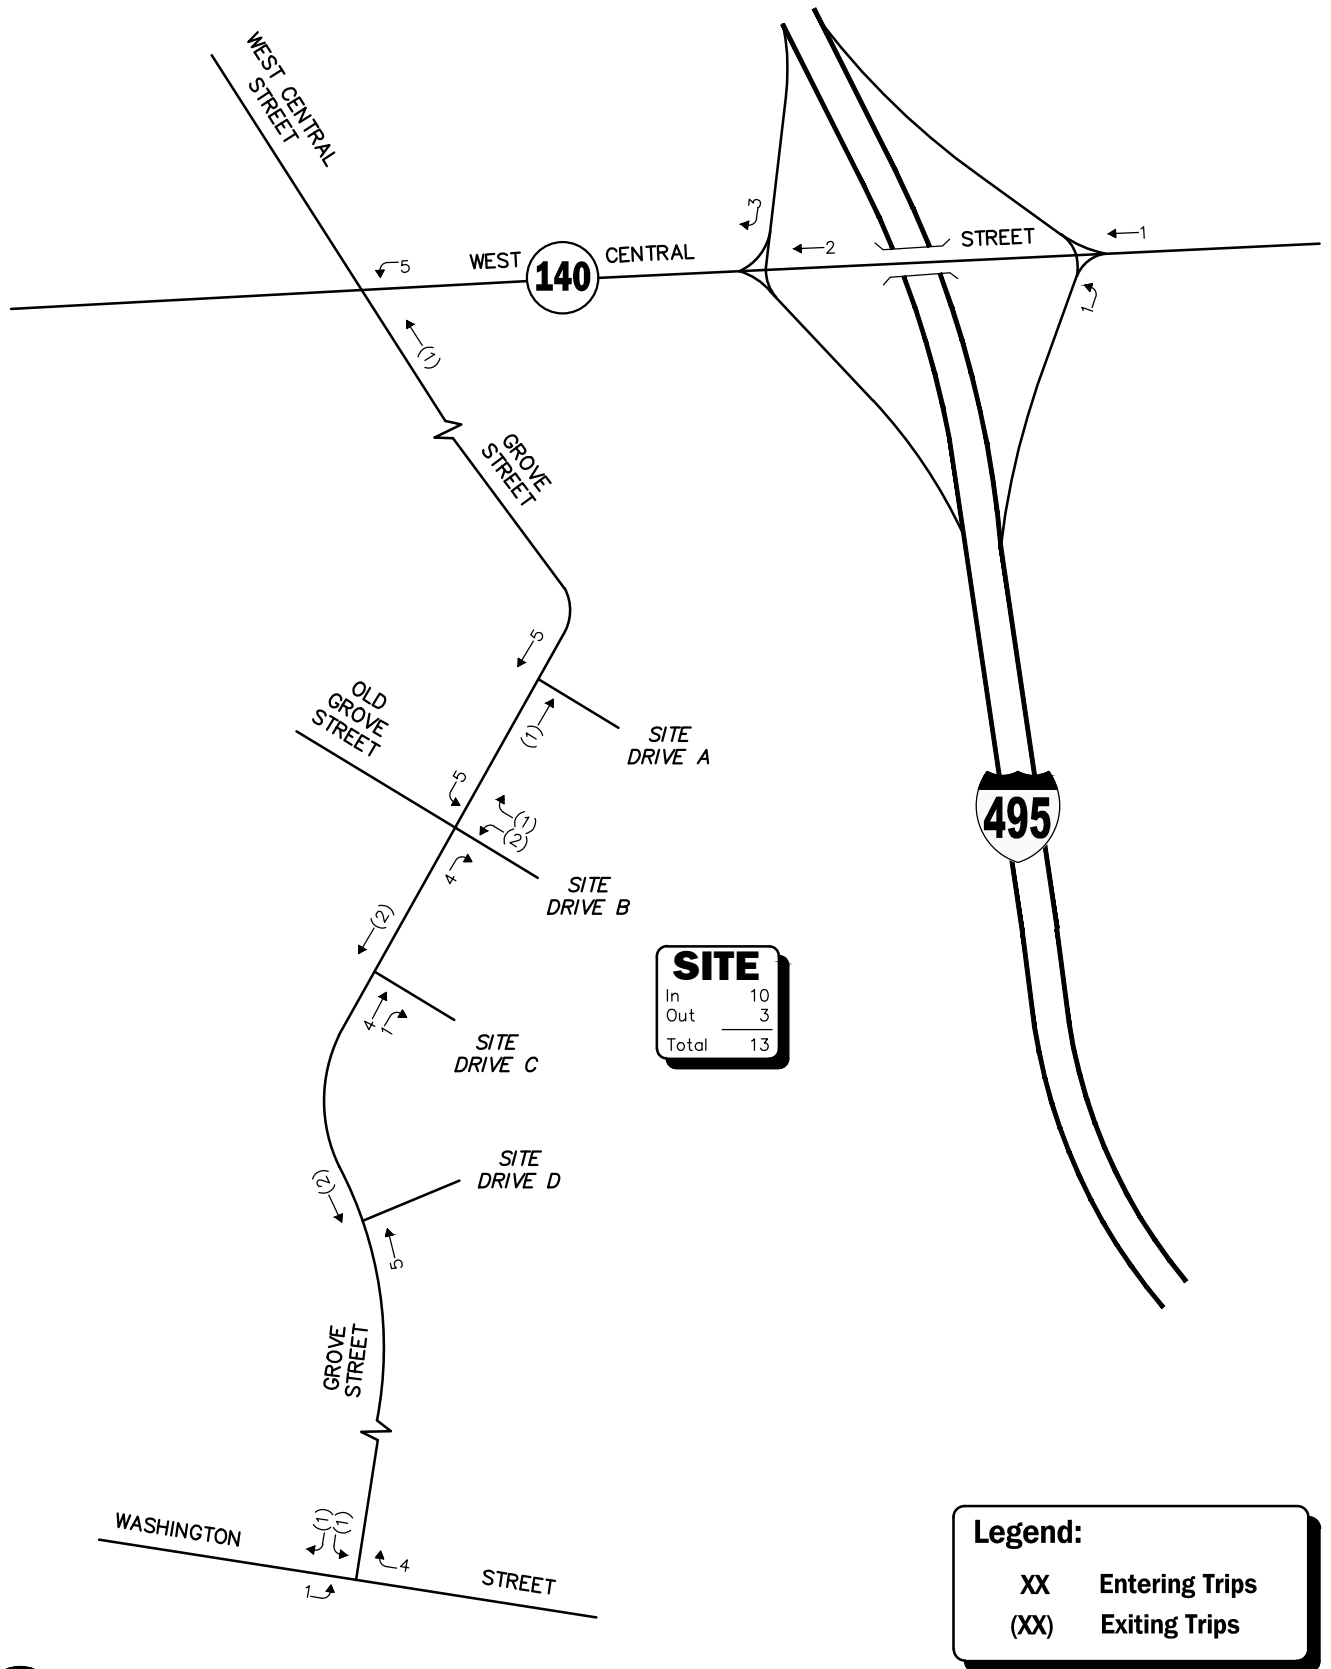 WEST CENTRAL
STREET
3
1
STREET
2
CENTRAL
WEST
140
5
1
(1)
GROVE
STREET
5
OLD
GROVE
STREET
(1)
SITE
DRIVE A
5
495
(1)
(2)
4
SITE
DRIVE B
(2)
SITE
In 10
Out 3
Total 13
4
1
SITE
DRIVE C
SITE
DRIVE D
(2)
5
GROVE
STREET
(1)
(1)
WASHINGTON
4
STREET
1
Legend:
XX Entering Trips
(XX) Exiting Trips